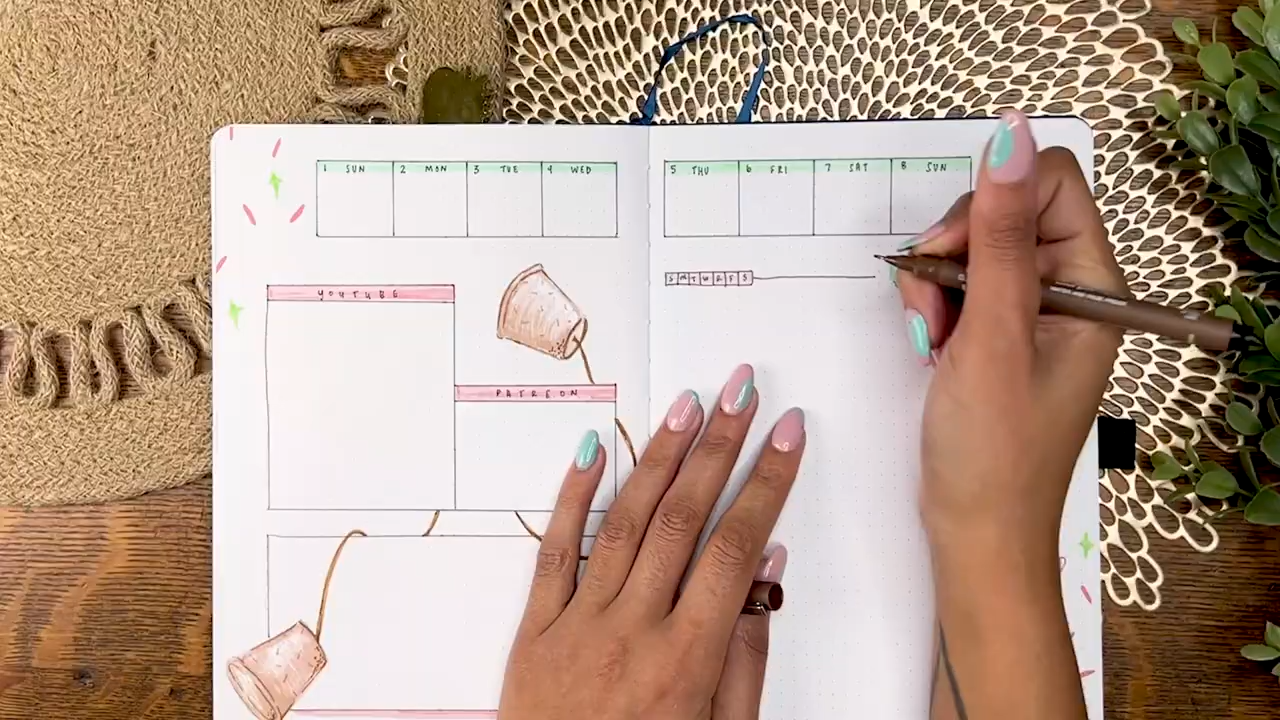 1 SUN 2 MON 3 TUE 4 WED
5 THU 6 FRI 7 SAT 8 SUN
S M T W R F S
YOUTUBE
PATREON